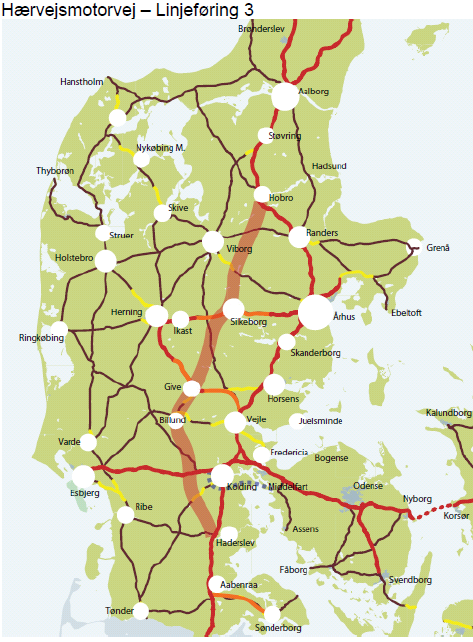 Hærvejsmotorvej – Linjeføring 3
Brønderslev
Hanstholm
Aalborg
Støvring
Nykøbing M.
Hadsund
Thyborøn
Hobro
Skive
Struer
Randers
Viborg
Grenå
Holstebro
Herning
Silkeborg
Århus
Ebeltoft
Ikast
Ringkøbing
Skanderborg
Give
Horsens
Billund
Vejle
Juelsminde
Kalundborg
Varde
Fredericia
Bogense
Esbjerg
Kolding
Middelfart
Odense
Nyborg
Korsør
Ribe
Assens
Haderslev
Fåborg
Svendborg
Aabenraa
Tønder
Sønderborg